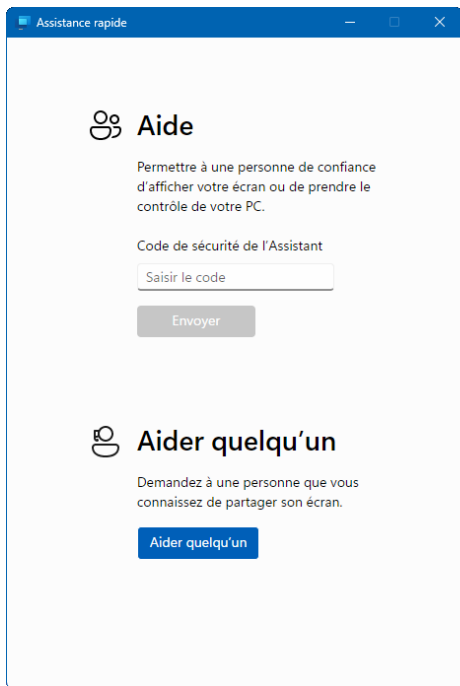 Assistance rapide
Aide
Permettre à une personne de confiance
d’afficher votre écran ou de prendre le
contrôle de votre PC.
Code de sécurité de l’Assistant
Saisir le code
Envoyer
Aider quelqu’un
Demandez à une personne que vous
connaissez de partager son écran.
Aider quelqu’un